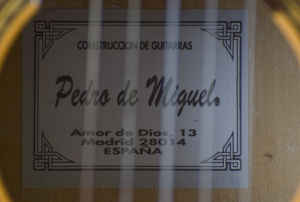 CONSTRUCCION DE GUITARRAS
Pedro de Miguel.
Amor de Dios, 13
Madrid 28014
ESPAÑA